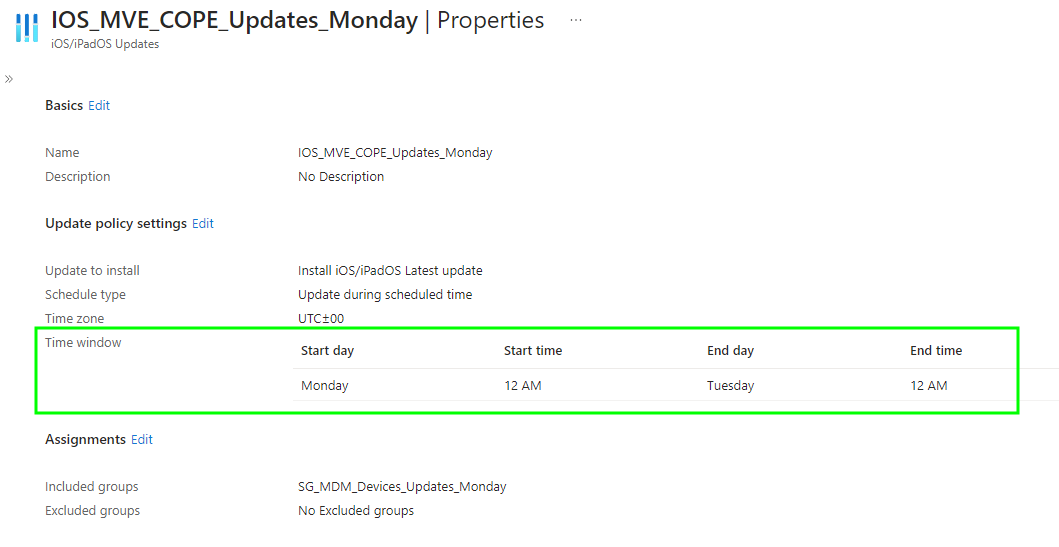 IOS_MVE_COPE_Updates_Monday | Properties ...
iOS/iPadOS Updates
»
Basics Edit
Name IOS_MVE_COPE_Updates_Monday
Description No Description
Update policy settings Edit
Update to install Install iOS/iPadOS Latest update
Schedule type Update during scheduled time
Time zone UTC±00
Time window
Start day Start time End day End time
Monday 12 AM Tuesday 12 AM
Assignments Edit
Included groups SG_MDM_Devices_Updates_Monday
Excluded groups No Excluded groups